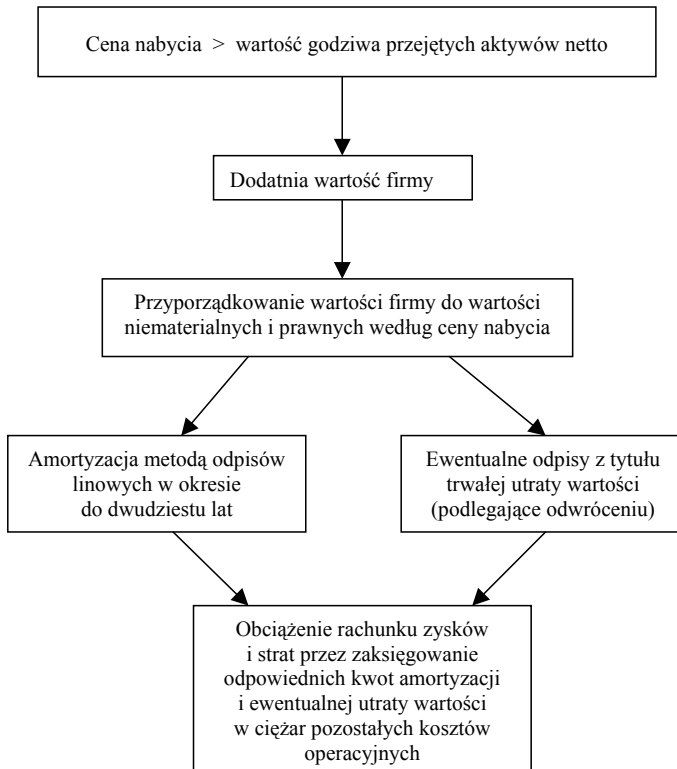 Cena nabycia > wartość godziwa przejętych aktywów netto
Dodatnia wartość firmy
Przyporządkowanie wartości firmy do wartości
niematerialnych i prawnych według ceny nabycia
Amortyzacja metodą odpisów
linowych w okresie
do dwudziestu lat
Ewentualne odpisy z tytułu
trwałej utraty wartości
(podlegające odwróceniu)
Obciążenie rachunku zysków
i strat przez zaksięgowanie
odpowiednich kwot amortyzacji
i ewentualnej utraty wartości
w ciężar pozostałych kosztów
operacyjnych